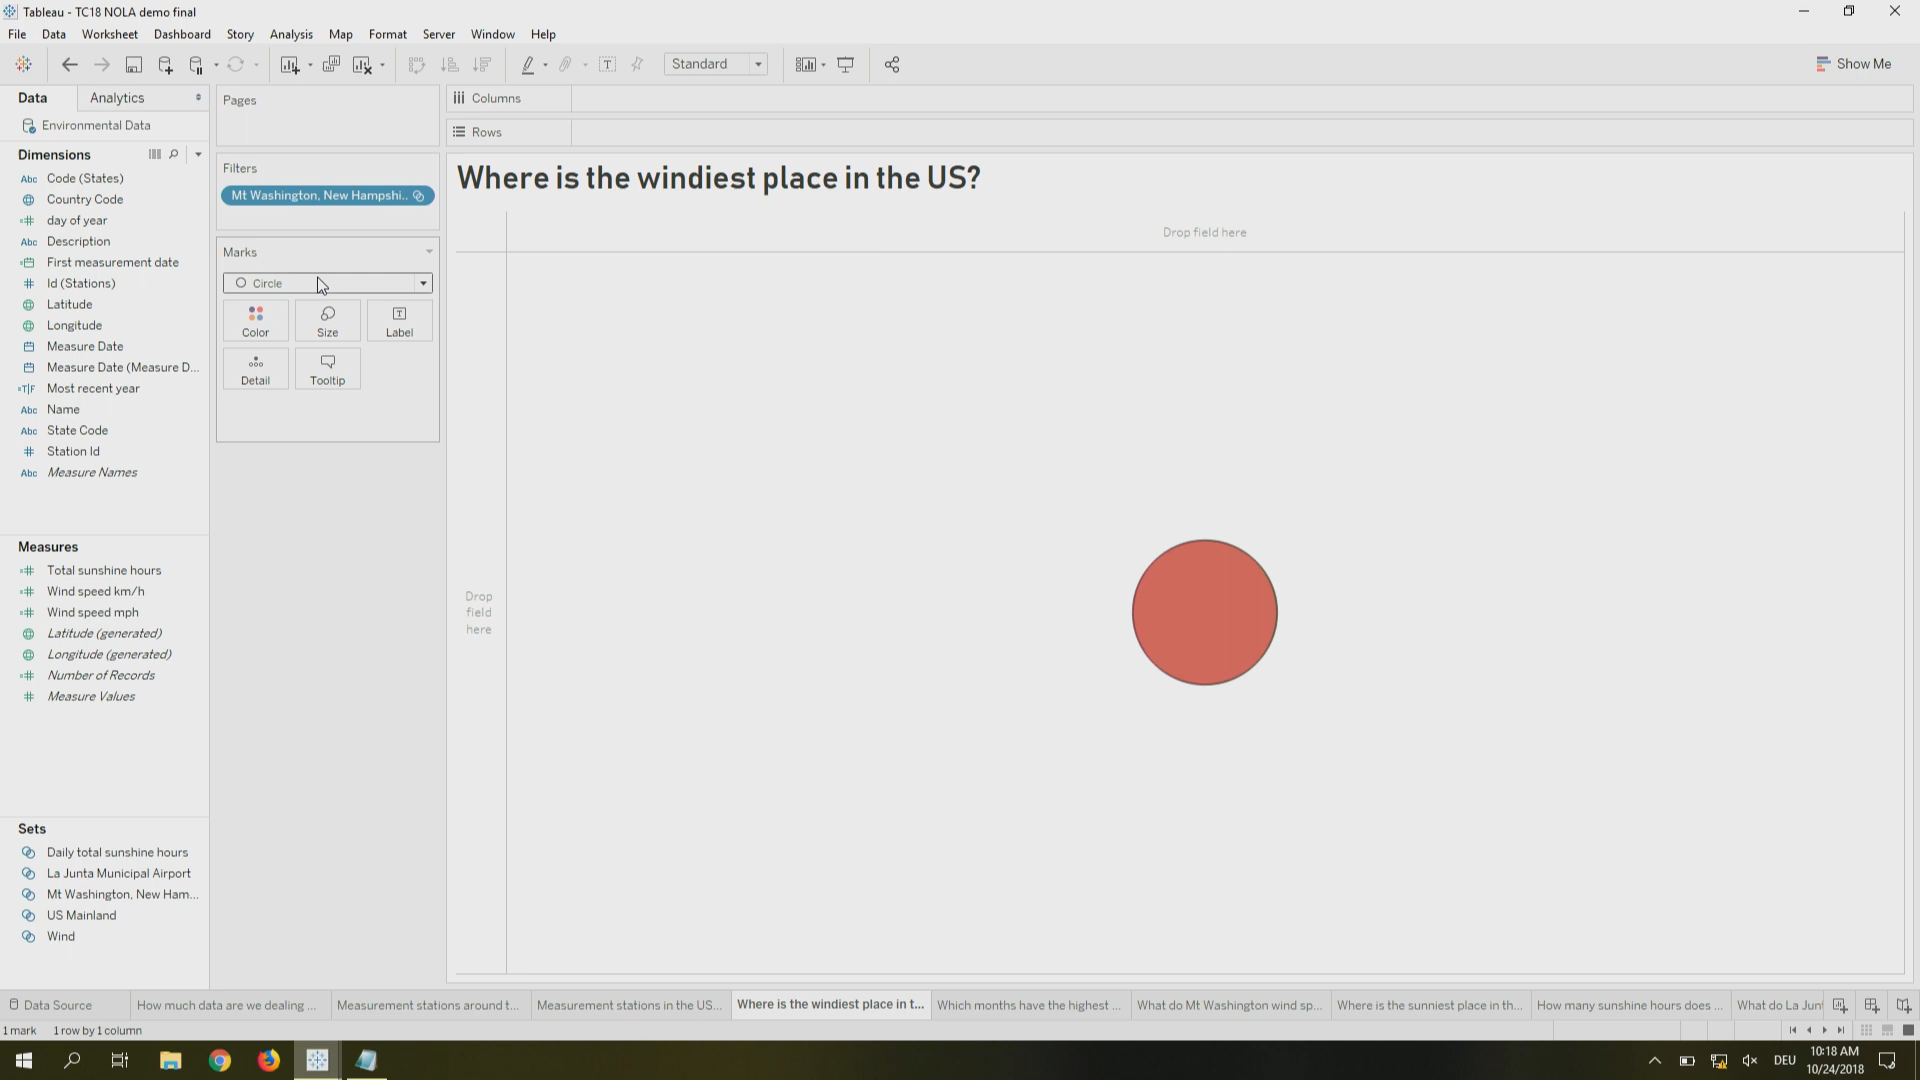 Tableau - TC18 NOLA demo final
File Data Worksheet Dashboard Story Analysis Map Format Server Window Help
Standard
Show Me
Data Analytics
Environmental Data
Dimensions
Abc Code (States)
Country Code
day of year
Abc Description
First measurement date
Id (Stations)
Latitude
Longitude
Measure Date
Measure Date (Measure D...
Most recent year
Abc Name
Abc State Code
Station Id
Abc Measure Names
Measures
Total sunshine hours
Wind speed km/h
Wind speed mph
Latitude (generated)
Longitude (generated)
Number of Records
Measure Values
Sets
Daily total sunshine hours
La Junta Municipal Airport
Mt Washington, New Ham...
US Mainland
Wind
Pages
Filters
Mt Washington, New Hampshi..
Marks
Circle
Color Size Label
Detail Tooltip
Columns
Rows
Where is the windiest place in the US?
Drop field here
Drop
field
here
Data Source How much data are we dealing ... Measurement stations around t... Measurement stations in the US... Where is the windiest place in t... Which months have the highest ... What do Mt Washington wind sp... Where is the sunniest place in th... How many sunshine hours does ... What do La Jun
1 mark 1 row by 1 column
DEU
10:18 AM
10/24/2018